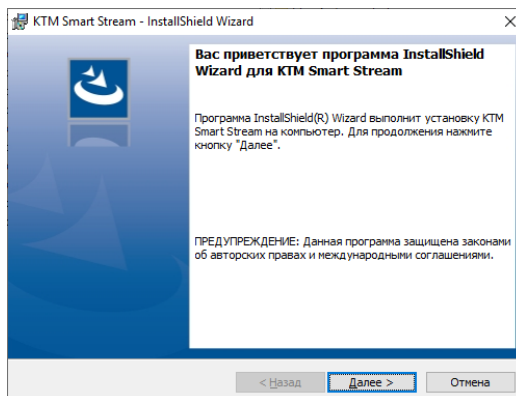 KTM Smart Stream - InstallShield Wizard
Вас приветствует программа InstallShield
Wizard для KTM Smart Stream
Программа InstallShield(R) Wizard выполнит установку KTM
Smart Stream на компьютер. Для продолжения нажмите
кнопку "Далее".
ПРЕДУПРЕЖДЕНИЕ: Данная программа защищена законами
об авторских правах и международными соглашениями.
< Назад
Далее >
Отмена